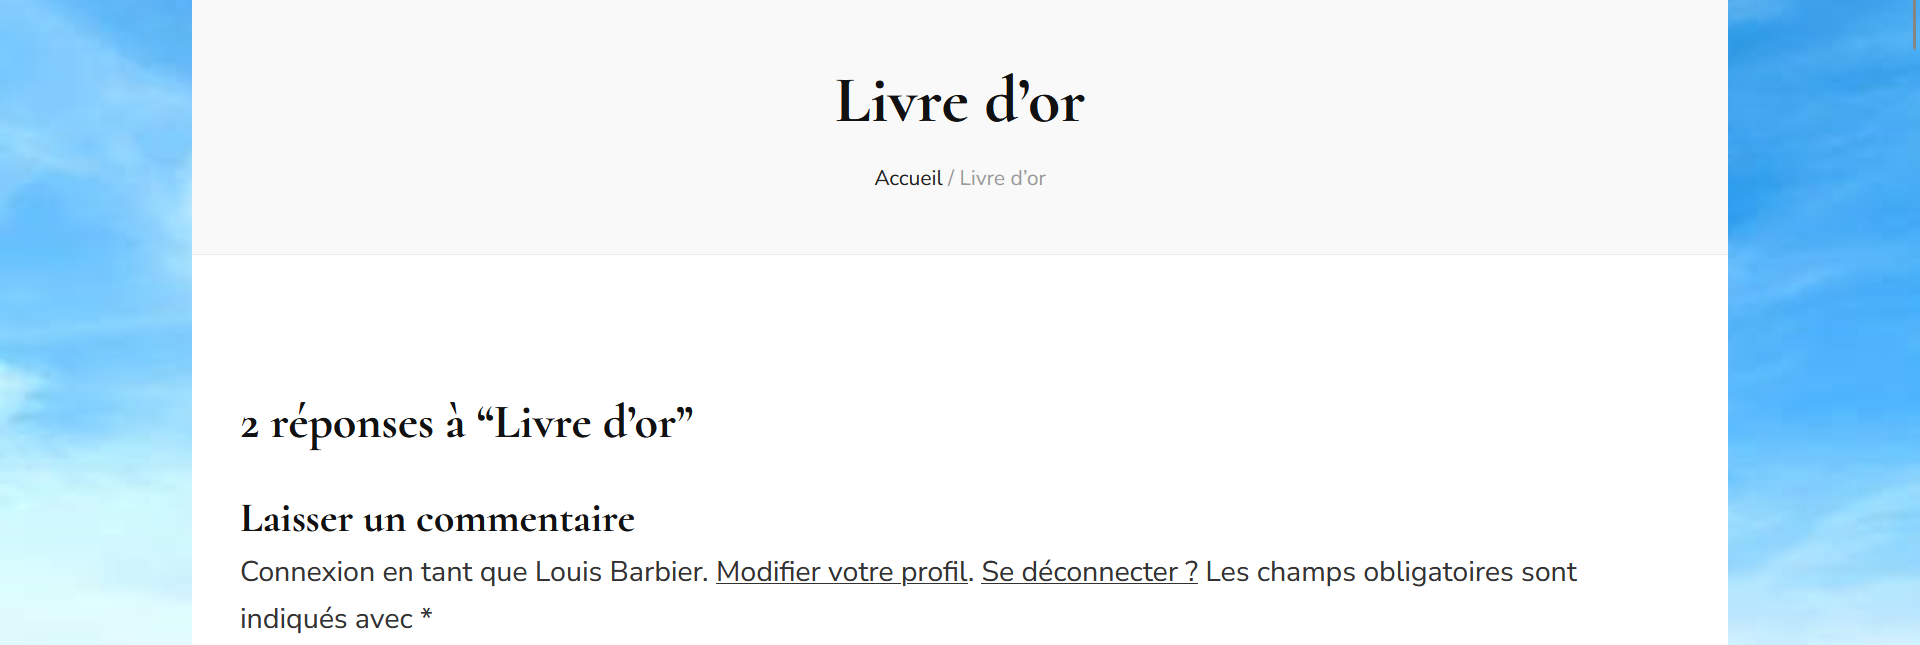 Livre d’or
Accueil / Livre d’or
2 réponses à “Livre d’or”
Laisser un commentaire
Connexion en tant que Louis Barbier. Modifier votre profil. Se déconnecter ? Les champs obligatoires sont
indiqués avec *